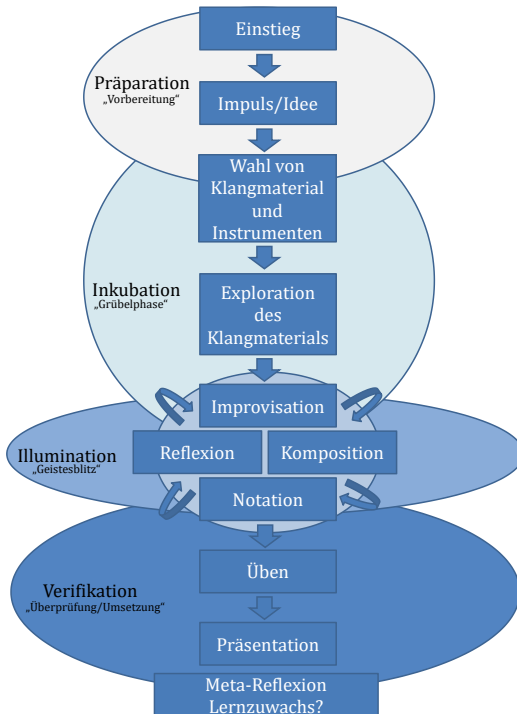 Einstieg
Präparation
„Vorbereitung“
Impuls/Idee
Wahl von
Klangmaterial
und
Instrumenten
Inkubation
„Grübelphase“
Exploration
des
Klangmaterials
Improvisation
Illumination
„Geistesblitz“
Reflexion
Komposition
Notation
Üben
Verifikation
„Überprüfung/Umsetzung“
Präsentation
Meta-Reflexion
Lernzuwachs?